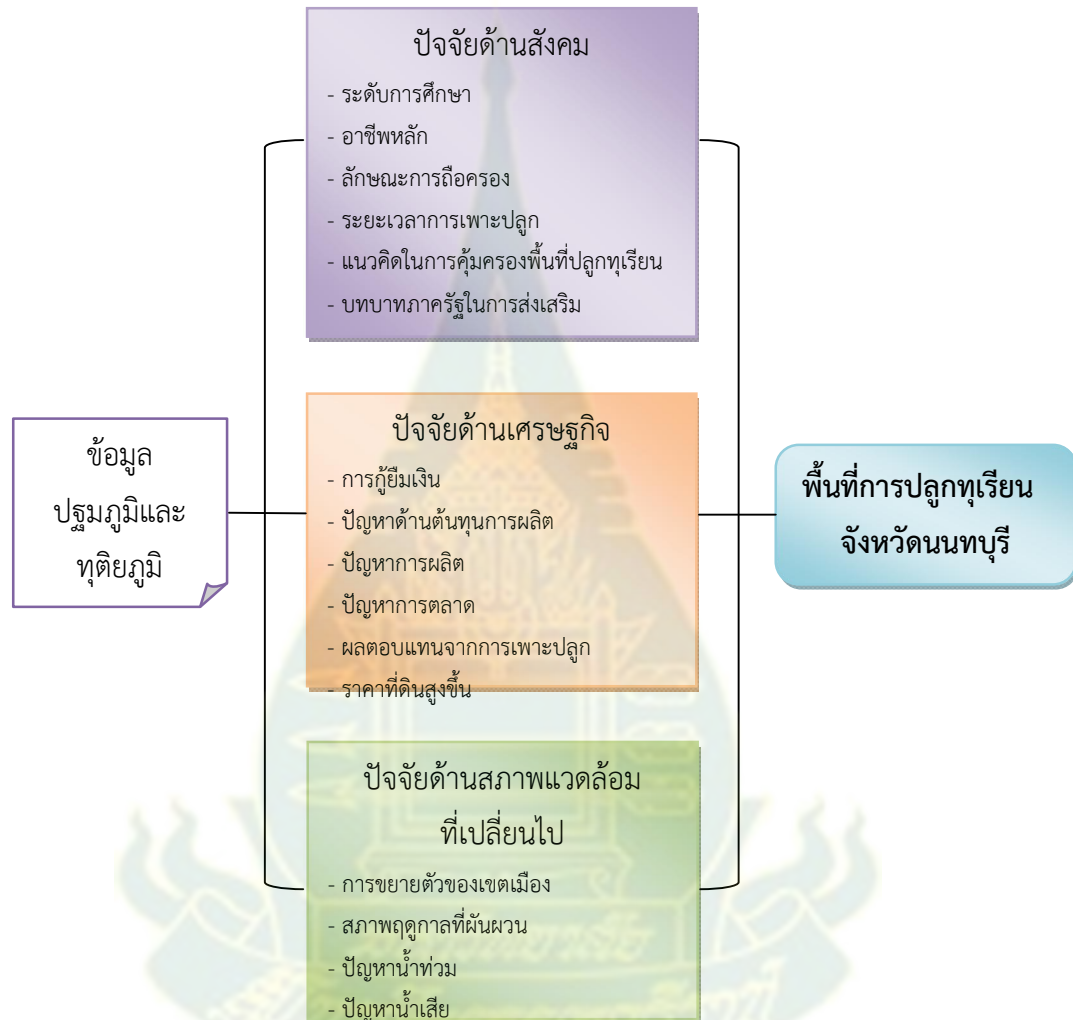 ปัจจัยด้านสังคม
- ระดับการศึกษา
- อาชีพหลัก
- ลักษณะการถือครอง
- ระยะเวลาการเพาะปลูก
- แนวคิดในการคุ้มครองพื้นที่ปลูกทุเรียน
- บทบาทภาครัฐในการส่งเสริม
ข้อมูล
ปฐมภูมิและ
ทุติยภูมิ
ปัจจัยด้านเศรษฐกิจ
- การกู้ยืมเงิน
- ปัญหาด้านต้นทุนการผลิต
- ปัญหาการผลิต
- ปัญหาการตลาด
- ผลตอบแทนจากการเพาะปลูก
- ราคาที่ดินสูงขึ้น
พื้นที่การปลูกทุเรียน
จังหวัดนนทบุรี
ปัจจัยด้านสภาพแวดล้อม
ที่เปลี่ยนไป
- การขยายตัวของเขตเมือง
- สภาพฤดูกาลที่ผันผวน
- ปัญหาน้ำท่วม
- ปัญหาน้ำเสีย